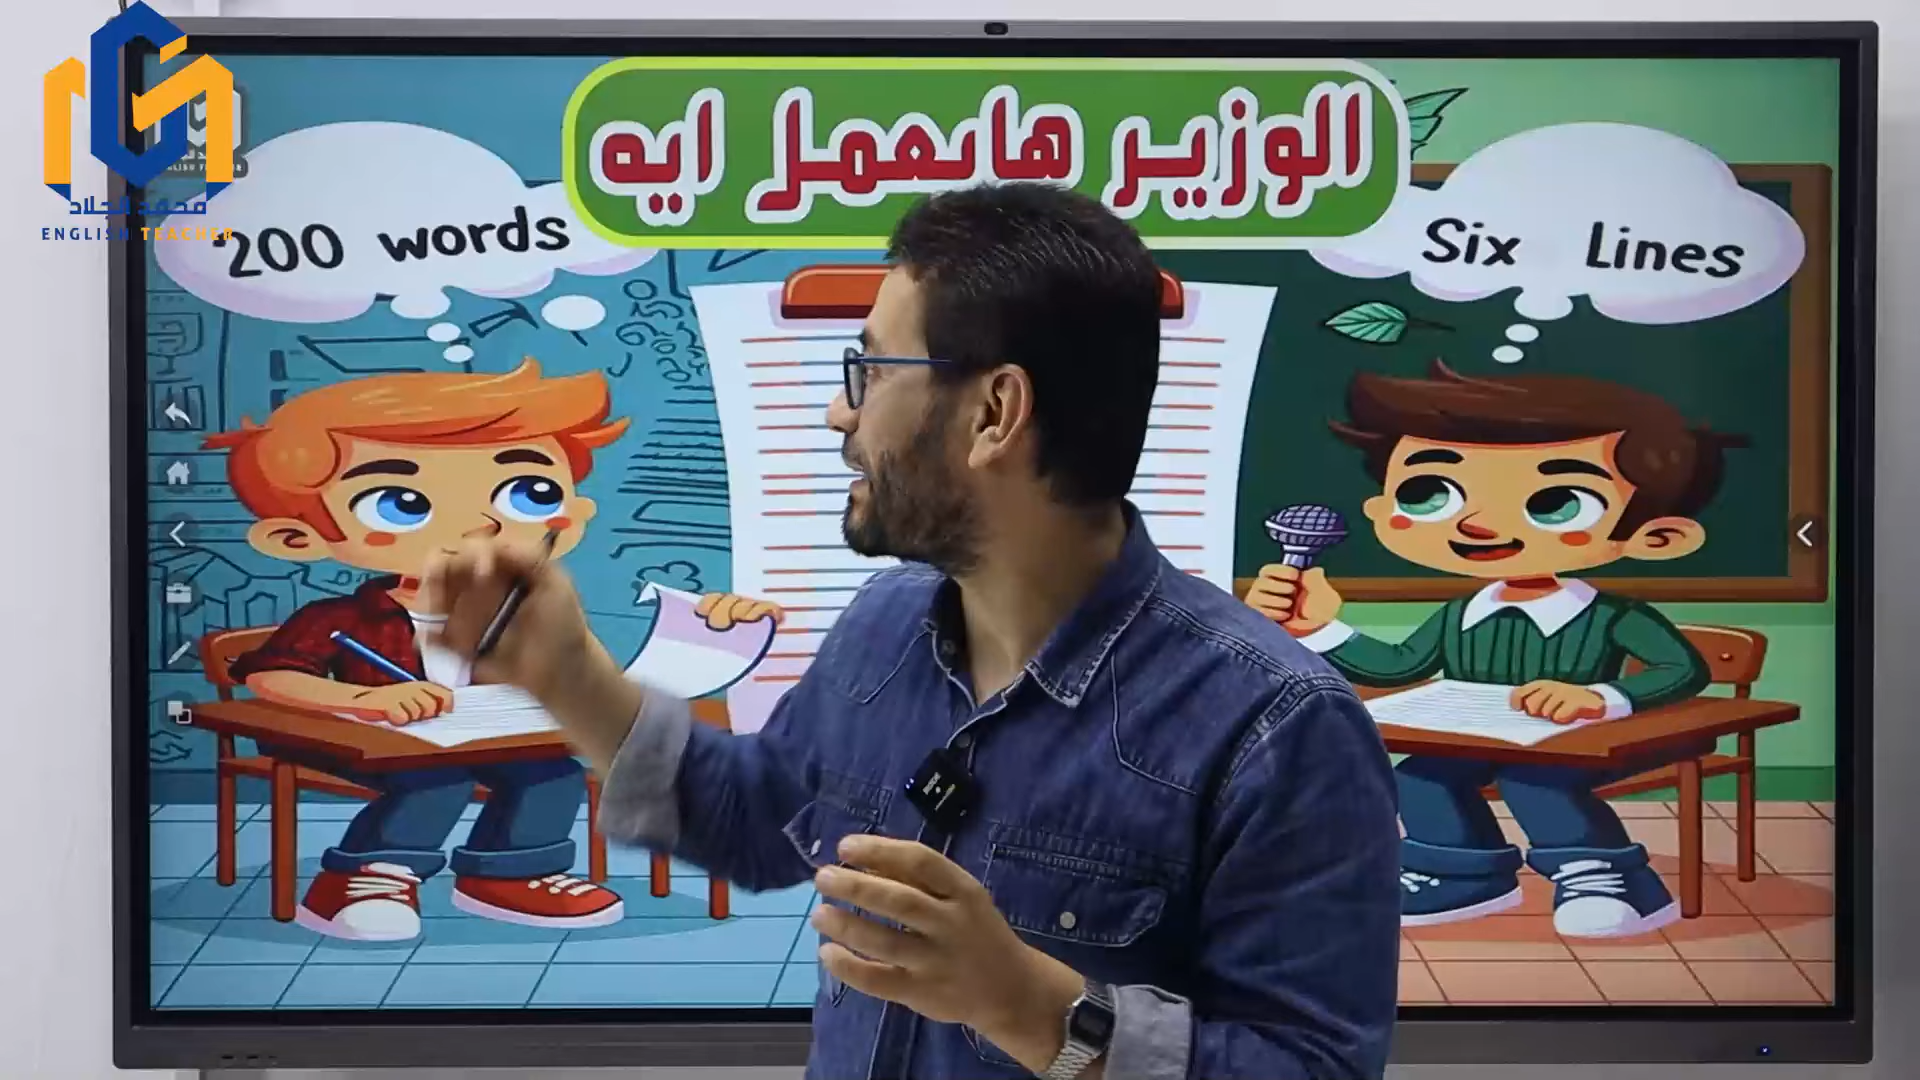 الوزير هايعمل ايه
200 words
Six Lines
محمد الجلاد
ENGLISH TEACHER